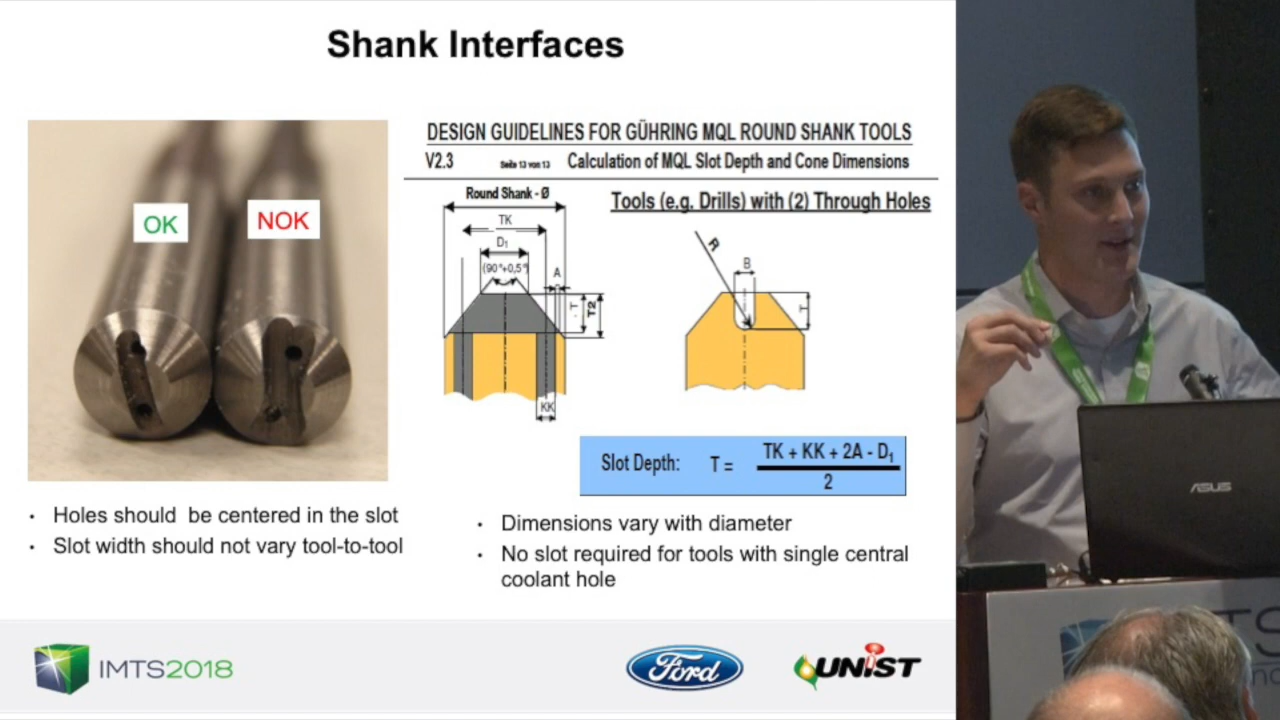 Shank Interfaces
OK
NOK
DESIGN GUIDELINES FOR GÜHRING MQL ROUND SHANK TOOLS
V2.3 Seite 13 von 13 Calculation of MQL Slot Depth and Cone Dimensions
Round Shank - Ø
Tools (e.g. Drills) with (2) Through Holes
TK
D1
(90°+0,5°)
A
T
T2
KK
R
B
T
Slot Depth: T = TK + KK + 2A - D1
2
• Holes should be centered in the slot
• Slot width should not vary tool-to-tool
• Dimensions vary with diameter
• No slot required for tools with single central
coolant hole
IMTS2018
Ford
UNIST
ASUS